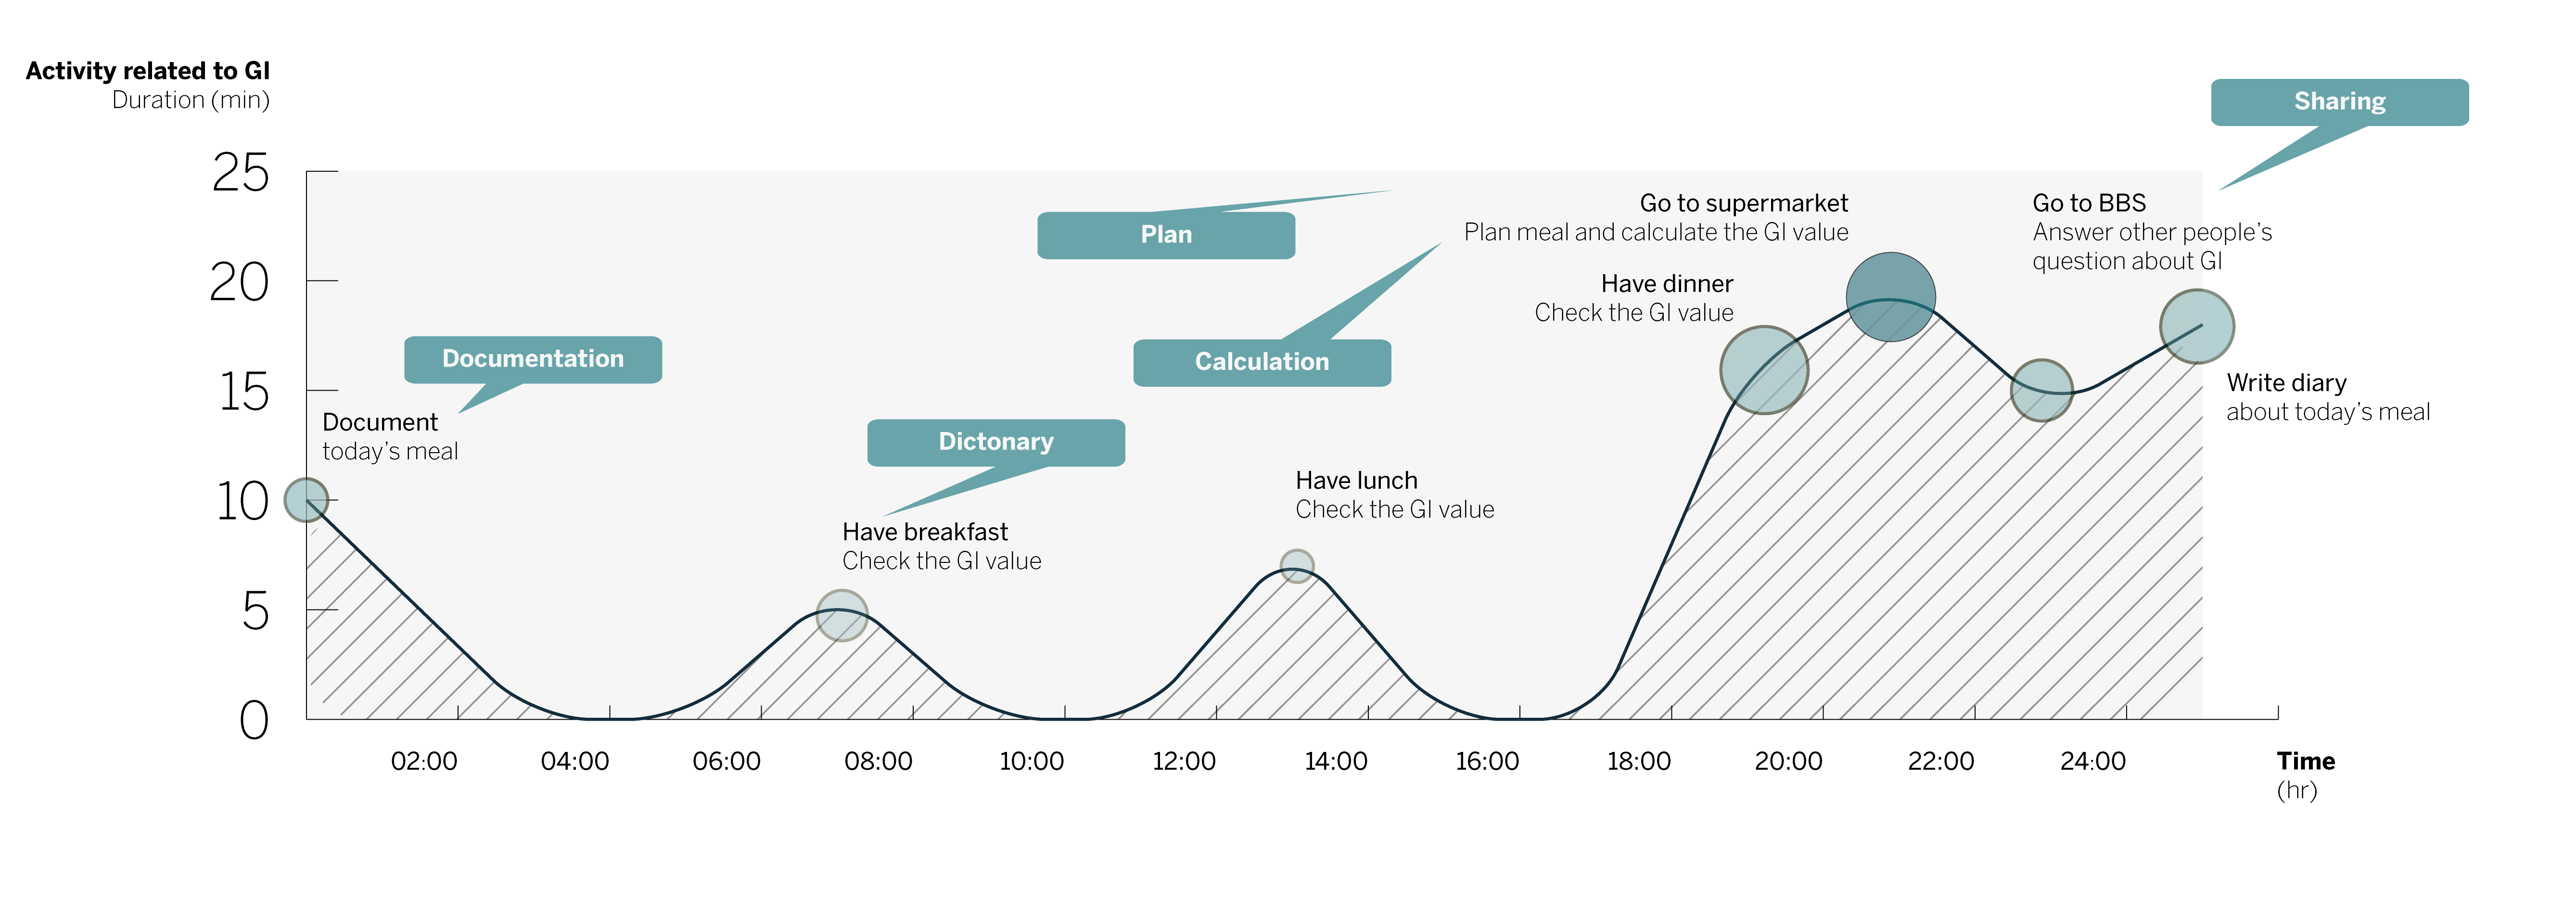 Activity related to GI
Duration (min)
Sharing
25
20
15
10
5
0
Plan
Go to supermarket
Plan meal and calculate the GI value
Go to BBS
Answer other people's
question about GI
Have dinner
Check the GI value
Documentation
Calculation
Document
today's meal
Write diary
about today's meal
Dictonary
Have lunch
Check the GI value
Have breakfast
Check the GI value
02:00
04:00
06:00
08:00
10:00
12:00
14:00
16:00
18:00
20:00
22:00
24:00
Time
(hr)